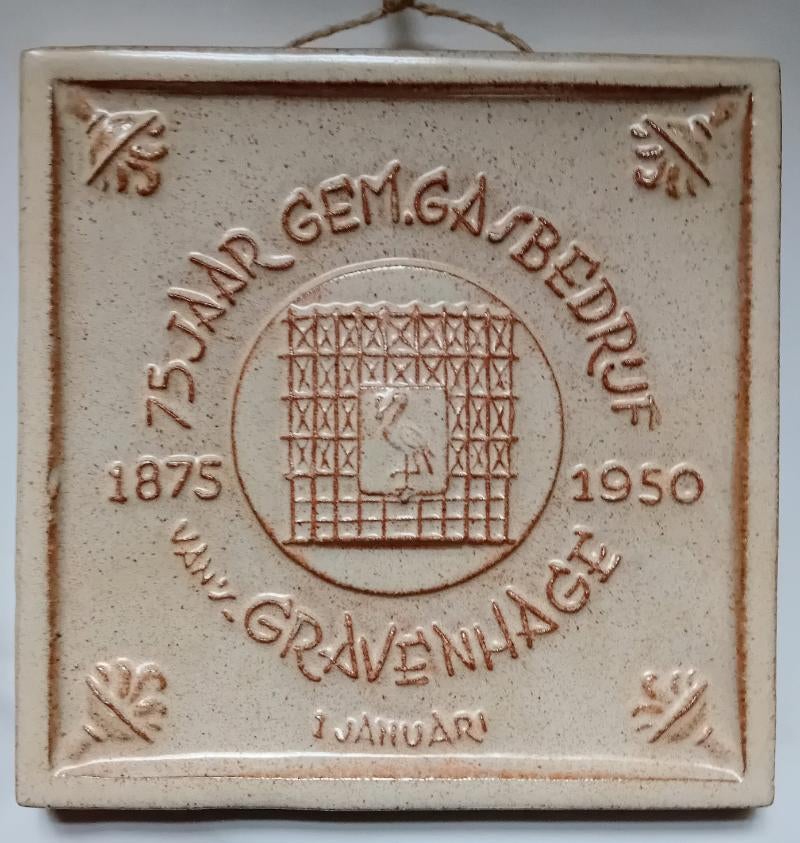 75 JAAR GEM. GASBEDRIJF
1875 1950
VAN 'S-GRAVENHAGE
1 JANUARI